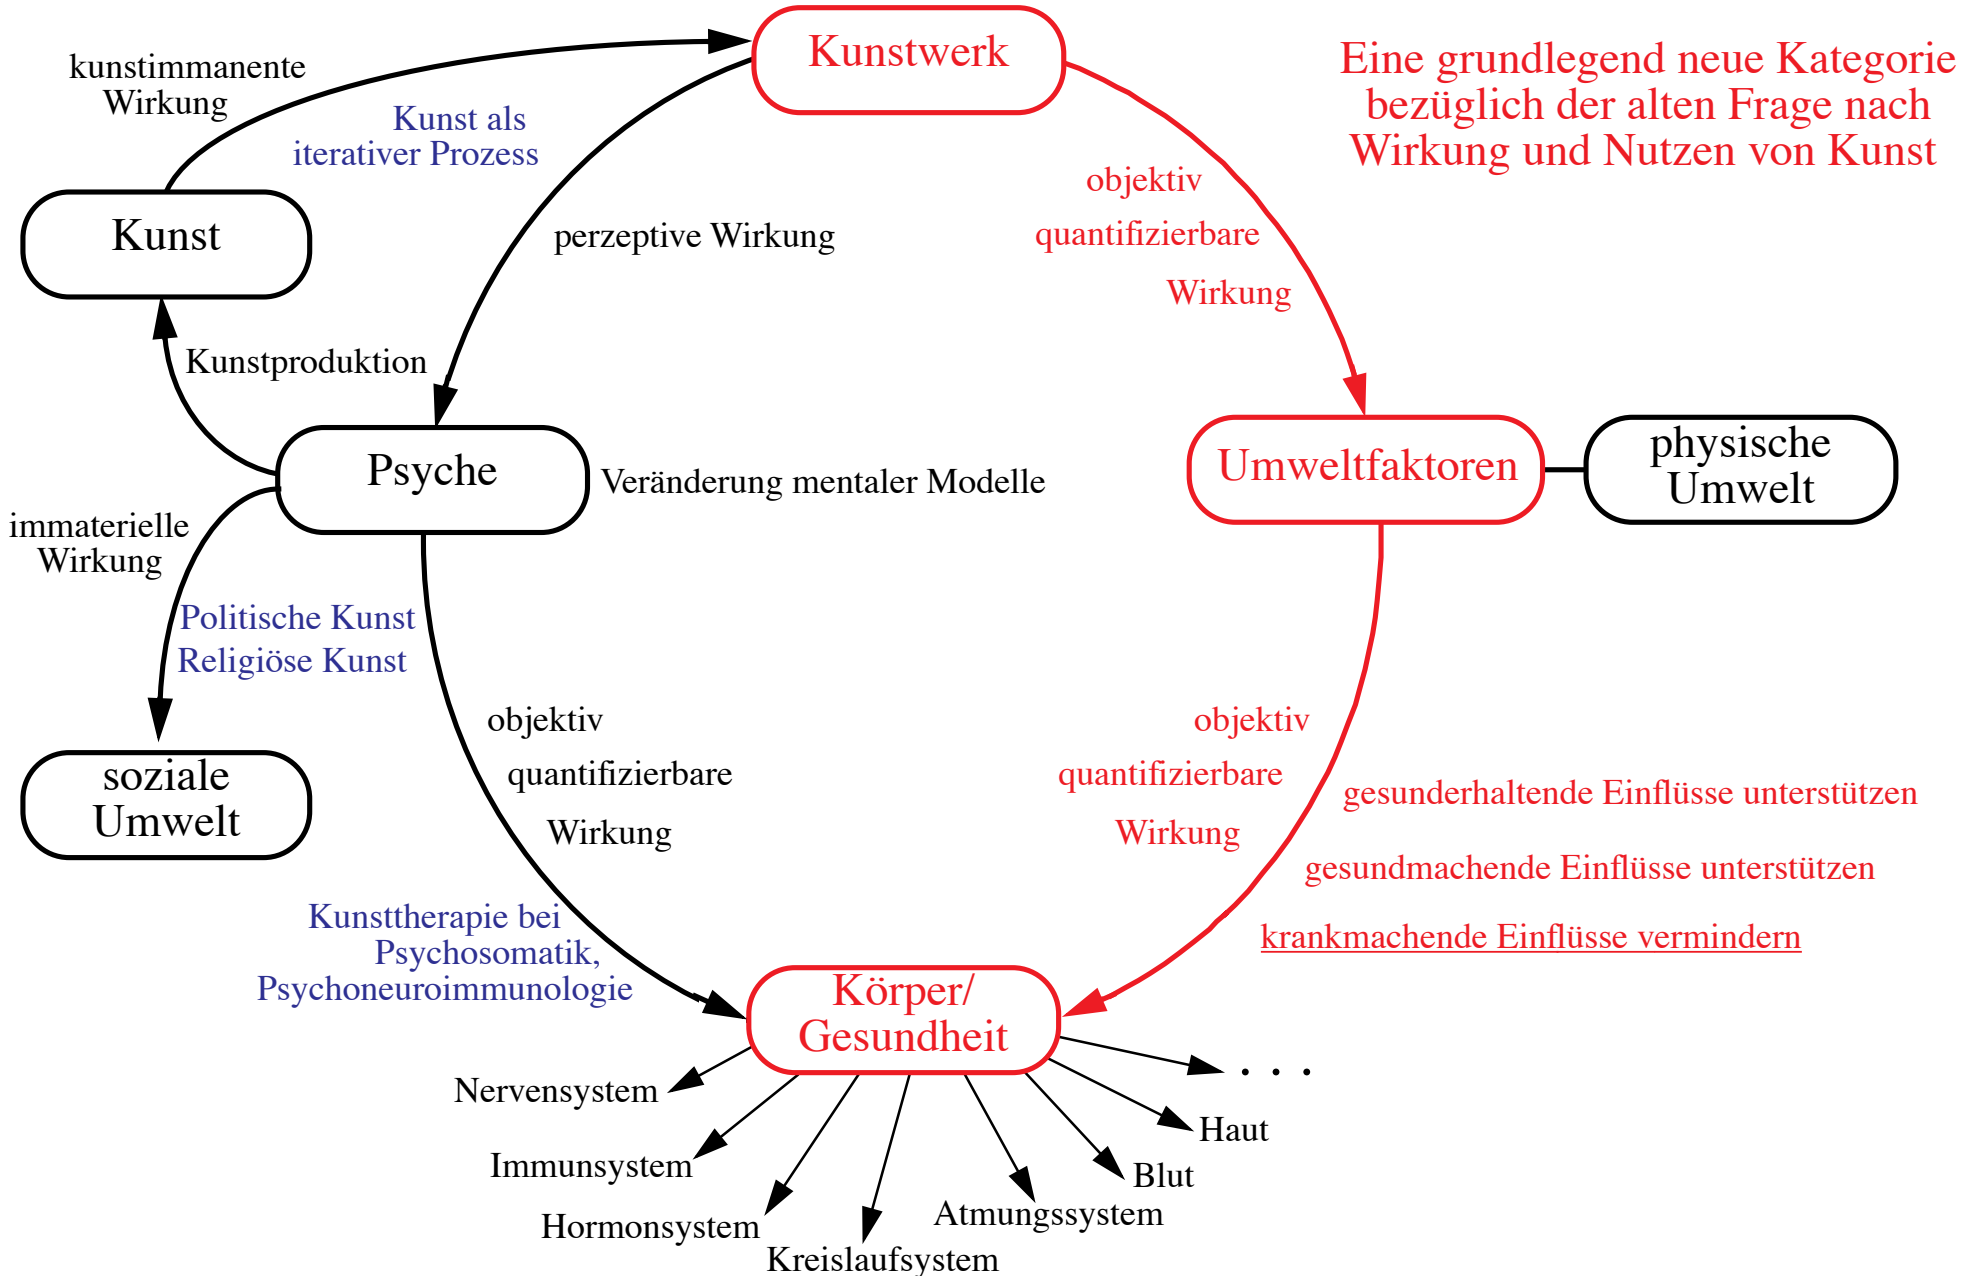 Kunstwerk
Eine grundlegend neue Kategorie
bezüglich der alten Frage nach
Wirkung und Nutzen von Kunst
kunstimmanente
Wirkung
Kunst als
iterativer Prozess
objektiv
quantifizierbare
Wirkung
Kunst
perzeptive Wirkung
Kunstproduktion
Psyche
Veränderung mentaler Modelle
Umweltfaktoren
physische
Umwelt
immaterielle
Wirkung
Politische Kunst
Religiöse Kunst
objektiv
quantifizierbare
Wirkung
objektiv
quantifizierbare
Wirkung
soziale
Umwelt
gesunderhaltende Einflüsse unterstützen
gesundmachende Einflüsse unterstützen
krankmachende Einflüsse vermindern
Kunsttherapie bei
Psychosomatik,
Psychoneuroimmunologie
Körper/
Gesundheit
Nervensystem
Immunsystem
Hormonsystem
Kreislaufsystem
Atmungssystem
Blut
Haut
. . .